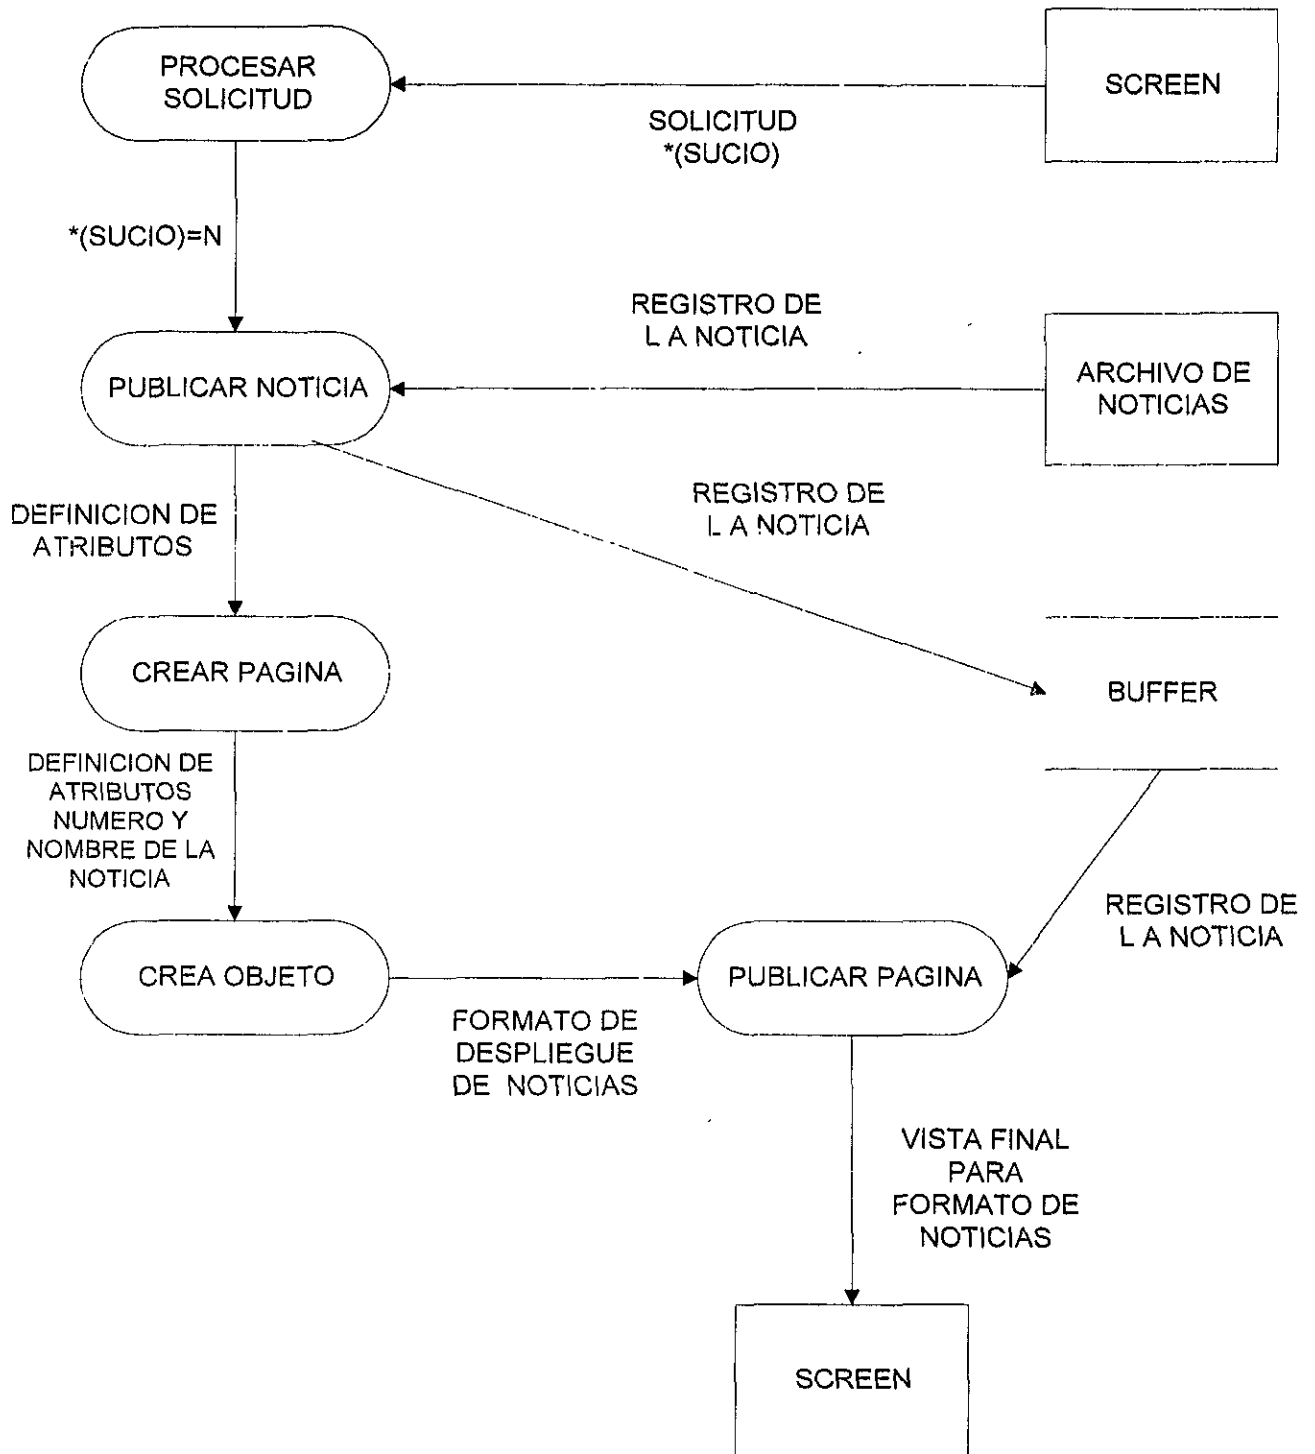 PROCESAR
SOLICITUD
SCREEN
SOLICITUD
*(SUCIO)
*(SUCIO)=N
REGISTRO DE
L A NOTICIA
PUBLICAR NOTICIA
ARCHIVO DE
NOTICIAS
REGISTRO DE
L A NOTICIA
DEFINICION DE
ATRIBUTOS
CREAR PAGINA
BUFFER
DEFINICION DE
ATRIBUTOS
NUMERO Y
NOMBRE DE LA
NOTICIA
REGISTRO DE
L A NOTICIA
CREA OBJETO
PUBLICAR PAGINA
FORMATO DE
DESPLIEGUE
DE NOTICIAS
VISTA FINAL
PARA
FORMATO DE
NOTICIAS
SCREEN